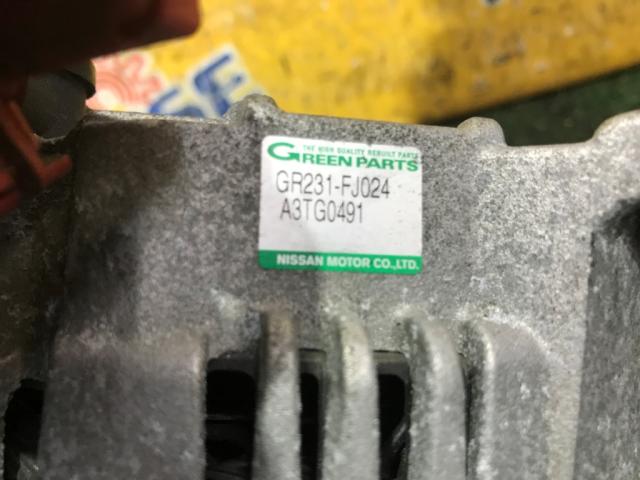 THE HIGH QUALITY REBUILT PARTS
GREEN PARTS
GR231-FJ024
A3TG0491
NISSAN MOTOR CO.,LTD.